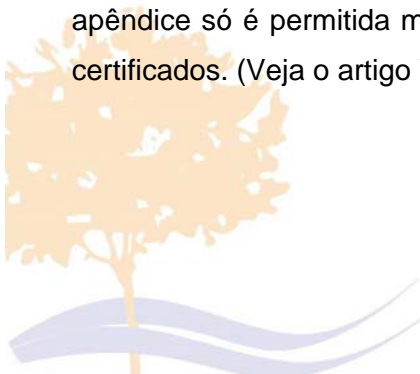 apêndice só é permitida m
certificados. (Veja o artigo